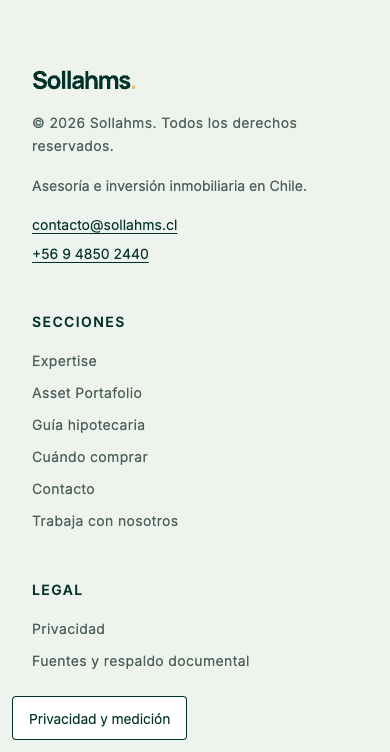 Sollahms.
© 2026 Sollahms. Todos los derechos
reservados.
Asesoría e inversión inmobiliaria en Chile.
contacto@sollahms.cl
+56 9 4850 2440
SECCIONES
Expertise
Asset Portafolio
Guía hipotecaria
Cuándo comprar
Contacto
Trabaja con nosotros
LEGAL
Privacidad
Fuentes y respaldo documental
Privacidad y medición